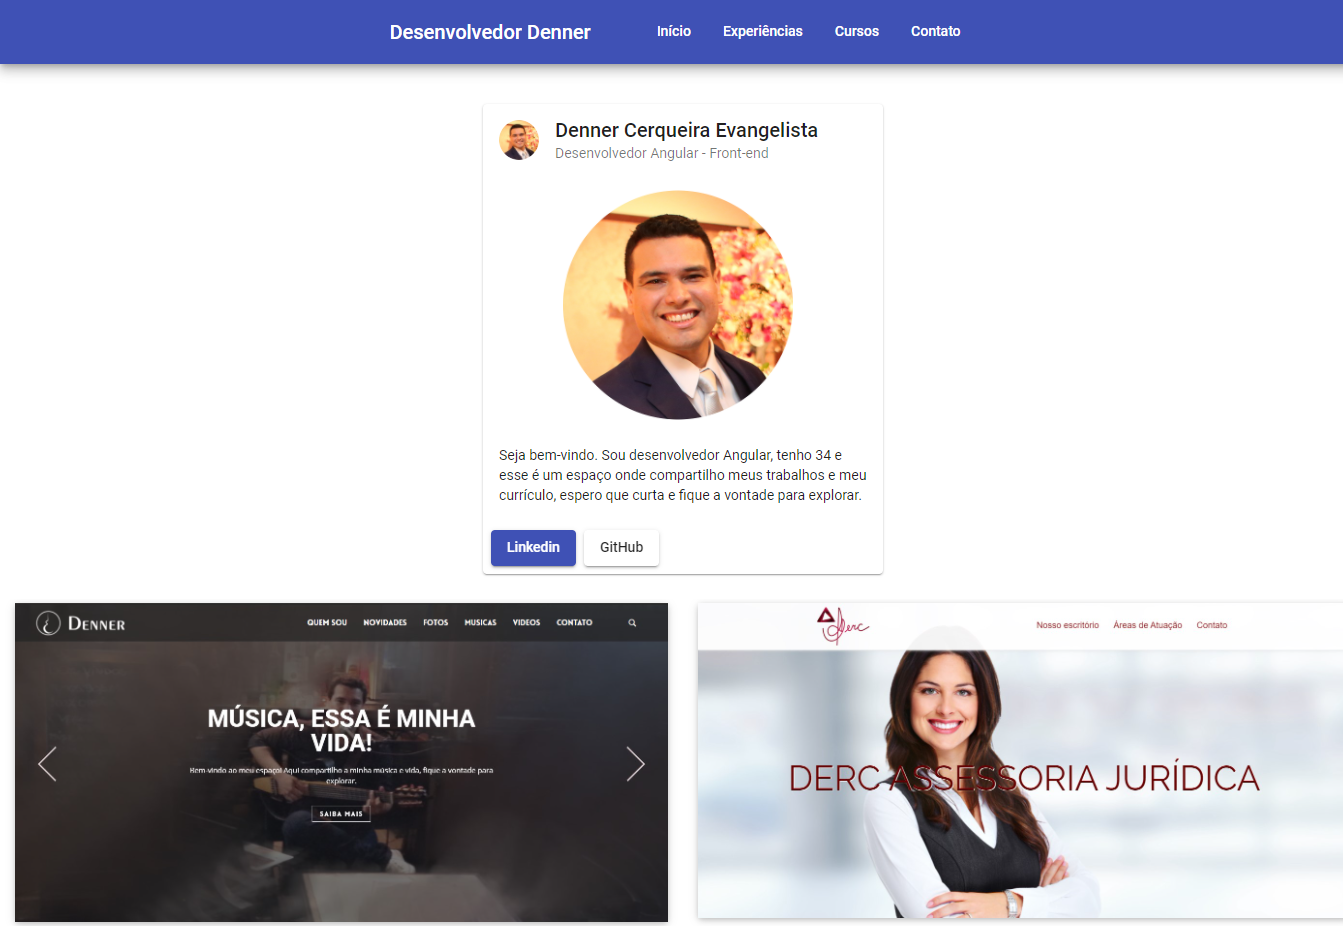 Desenvolvedor Denner Início Experiências Cursos Contato
Denner Cerqueira Evangelista
Desenvolvedor Angular - Front-end
Seja bem-vindo. Sou desenvolvedor Angular, tenho 34 e
esse é um espaço onde compartilho meus trabalhos e meu
currículo, espero que curta e fique a vontade para explorar.
Linkedin GitHub
DENNER QUEM SOU NOVIDADES FOTOS MUSICAS VIDEOS CONTATO
MÚSICA, ESSA É MINHA
VIDA!
Bem-vindo ao meu espaço! Aqui compartilho a minha música e vida, fique a vontade para
explorar.
SAIBA MAIS
Derc Nosso escritório Áreas de Atuação Contato
DERC ASSESSORIA JURÍDICA